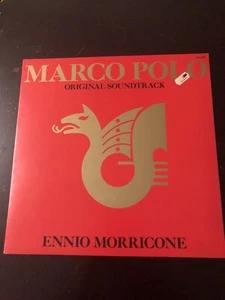 MARCO POLO
ORIGINAL SOUNDTRACK
ENNIO MORRICONE